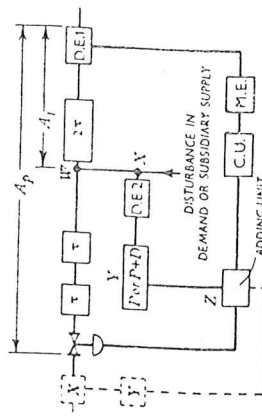 A_p
A_1
X
τ
τ
W
2τ
D.E.1
X
D.E.2
Y
P or P+D
DISTURBANCE IN
DEMAND OR SUBSIDIARY SUPPLY
Y
Z
C.U.
M.E.
ADDING UNIT